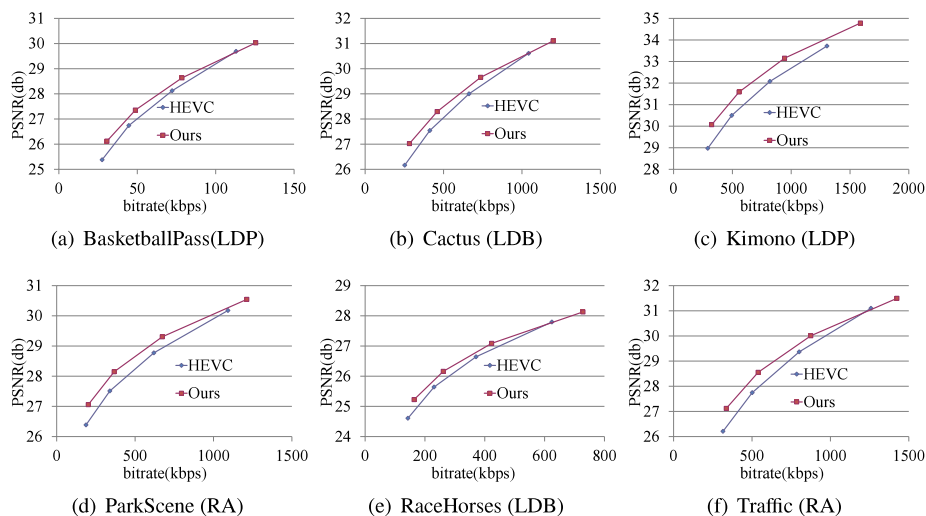 31
30
29
28
27
26
25
PSNR(db)
HEVC
Ours
0
50
100
150
bitrate(kbps)
(a) BasketballPass(LDP)
32
31
30
29
28
27
26
PSNR(db)
HEVC
Ours
0
500
1000
1500
bitrate(kbps)
(b) Cactus (LDB)
35
34
33
32
31
30
29
28
PSNR(db)
HEVC
Ours
0
500
1000
1500
2000
bitrate(kbps)
(c) Kimono (LDP)
31
30
29
28
27
26
PSNR(db)
HEVC
Ours
0
500
1000
1500
bitrate(kbps)
(d) ParkScene (RA)
29
28
27
26
25
24
PSNR(db)
HEVC
Ours
0
200
400
600
800
bitrate(kbps)
(e) RaceHorses (LDB)
32
31
30
29
28
27
26
PSNR(db)
HEVC
Ours
0
500
1000
1500
bitrate(kbps)
(f) Traffic (RA)